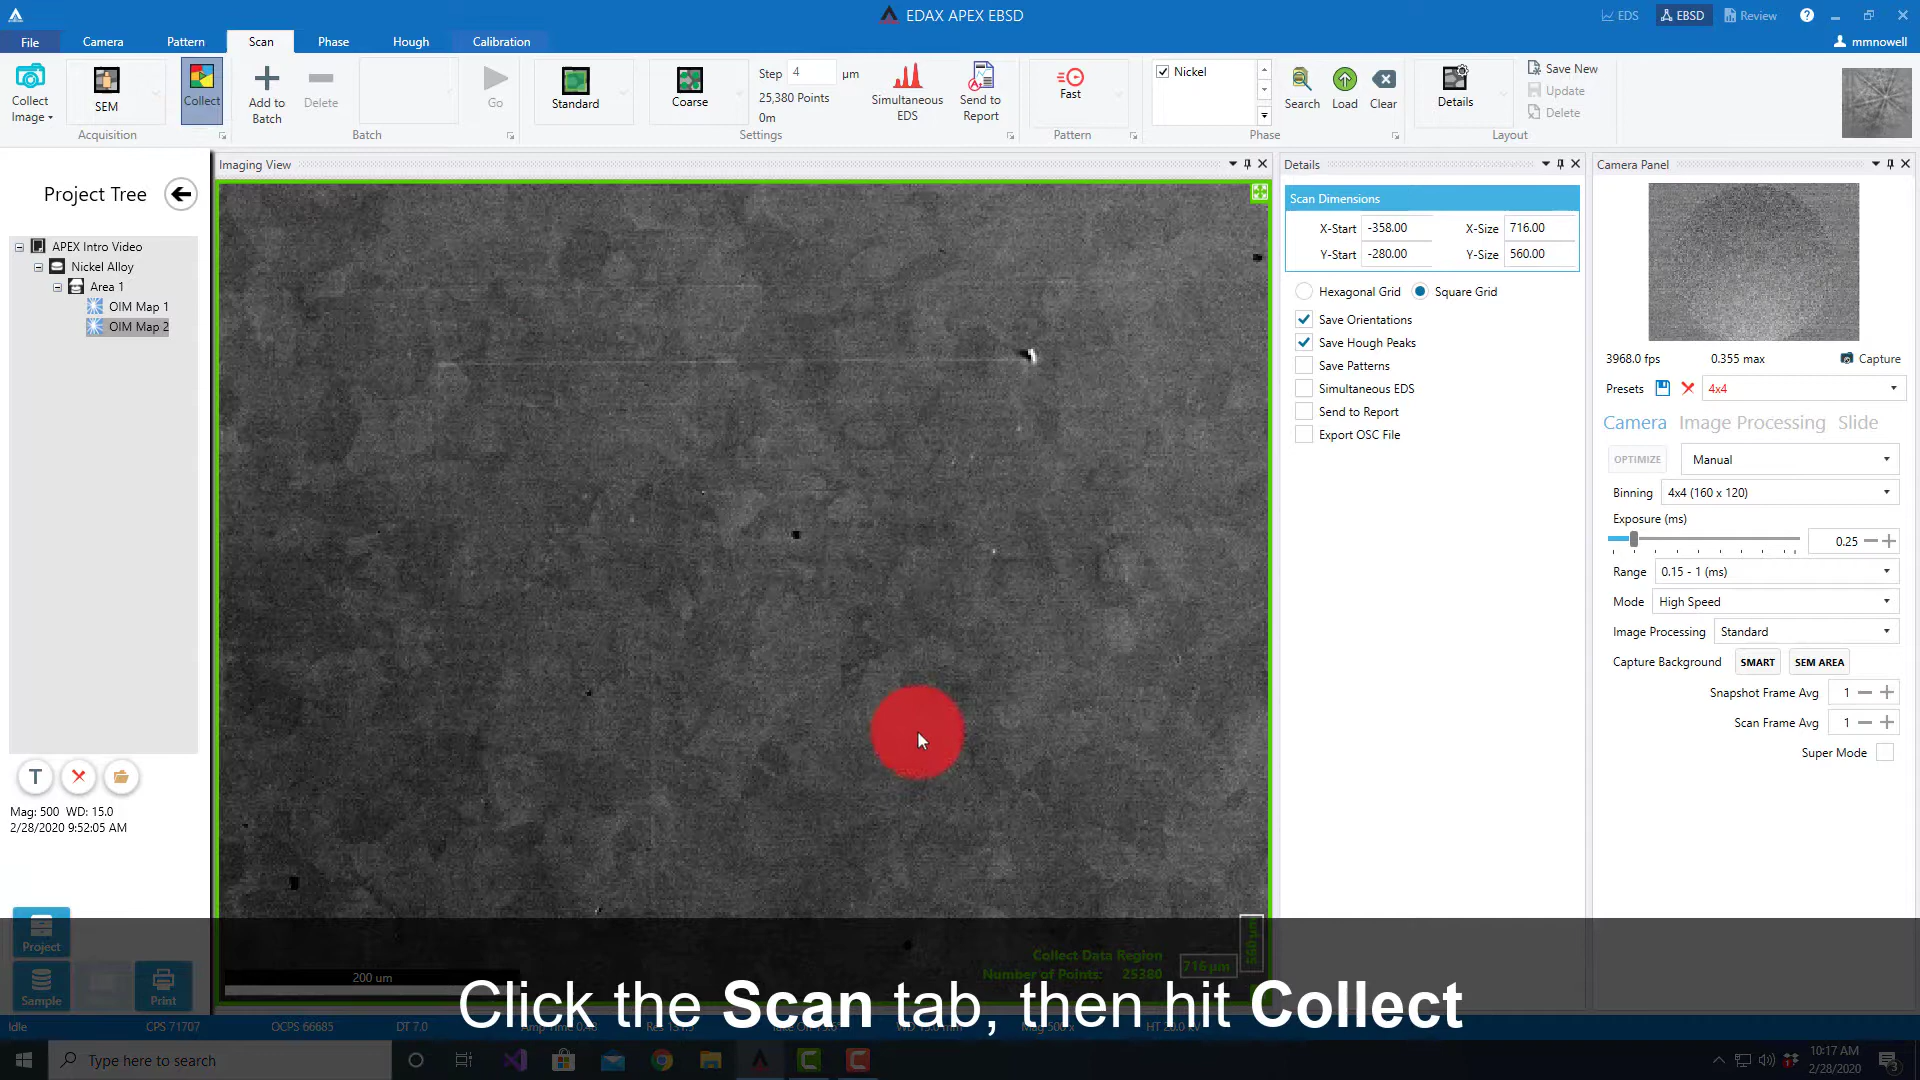 EDAX APEX EBSD
EDS
EBSD
Review
?
File
Camera
Pattern
Scan
Phase
Hough
Calibration
mmnowell
Collect
Image
SEM
Acquisition
Collect
Add to
Batch
Delete
Go
Batch
Standard
Coarse
Step 4 µm
25,380 Points
0m
Settings
Simultaneous
EDS
Send to
Report
Fast
Pattern
Nickel
Search
Load
Clear
Phase
Details
Save New
Update
Delete
Layout
Project Tree
APEX Intro Video
Nickel Alloy
Area 1
OIM Map 1
OIM Map 2
T
Mag: 500 WD: 15.0
2/28/2020 9:52:05 AM
Project
Sample
Print
Imaging View
200 um
Collect Data Region
Number of Points: 25380
716 µm
560 µm
Details
Scan Dimensions
X-Start -358.00 X-Size 716.00
Y-Start -280.00 Y-Size 560.00
Hexagonal Grid Square Grid
Save Orientations
Save Hough Peaks
Save Patterns
Simultaneous EDS
Send to Report
Export OSC File
Camera Panel
3968.0 fps 0.355 max Capture
Presets 4x4
Camera Image Processing Slide
OPTIMIZE Manual
Binning 4x4 (160 x 120)
Exposure (ms)
0.25
Range 0.15 - 1 (ms)
Mode High Speed
Image Processing Standard
Capture Background SMART SEM AREA
Snapshot Frame Avg 1
Scan Frame Avg 1
Super Mode
Click the Scan tab, then hit Collect
Idle CPS 71707 OCPS 66685 DT 7.0
Type here to search
10:17 AM
2/28/2020
3